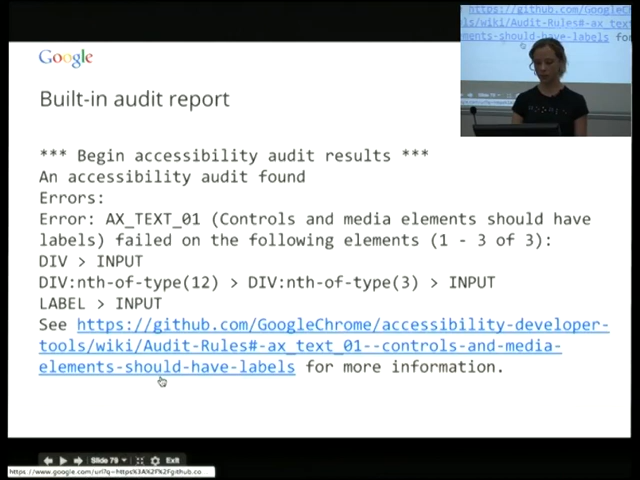 Google
Built-in audit report
*** Begin accessibility audit results ***
An accessibility audit found
Errors:
Error: AX_TEXT_01 (Controls and media elements should have
labels) failed on the following elements (1 - 3 of 3):
DIV > INPUT
DIV:nth-of-type(12) > DIV:nth-of-type(3) > INPUT
LABEL > INPUT
See https://github.com/GoogleChrome/accessibility-developer-
tools/wiki/Audit-Rules#-ax_text_01--controls-and-media-
elements-should-have-labels for more information.
https://github.com/GoogleC
/wiki/Audit-Rules#-ax_tex
ements-should-have-labels fo
Slide 79
Exit
https://www.google.com/url?q=https%3A%2F%2Fgithub.co